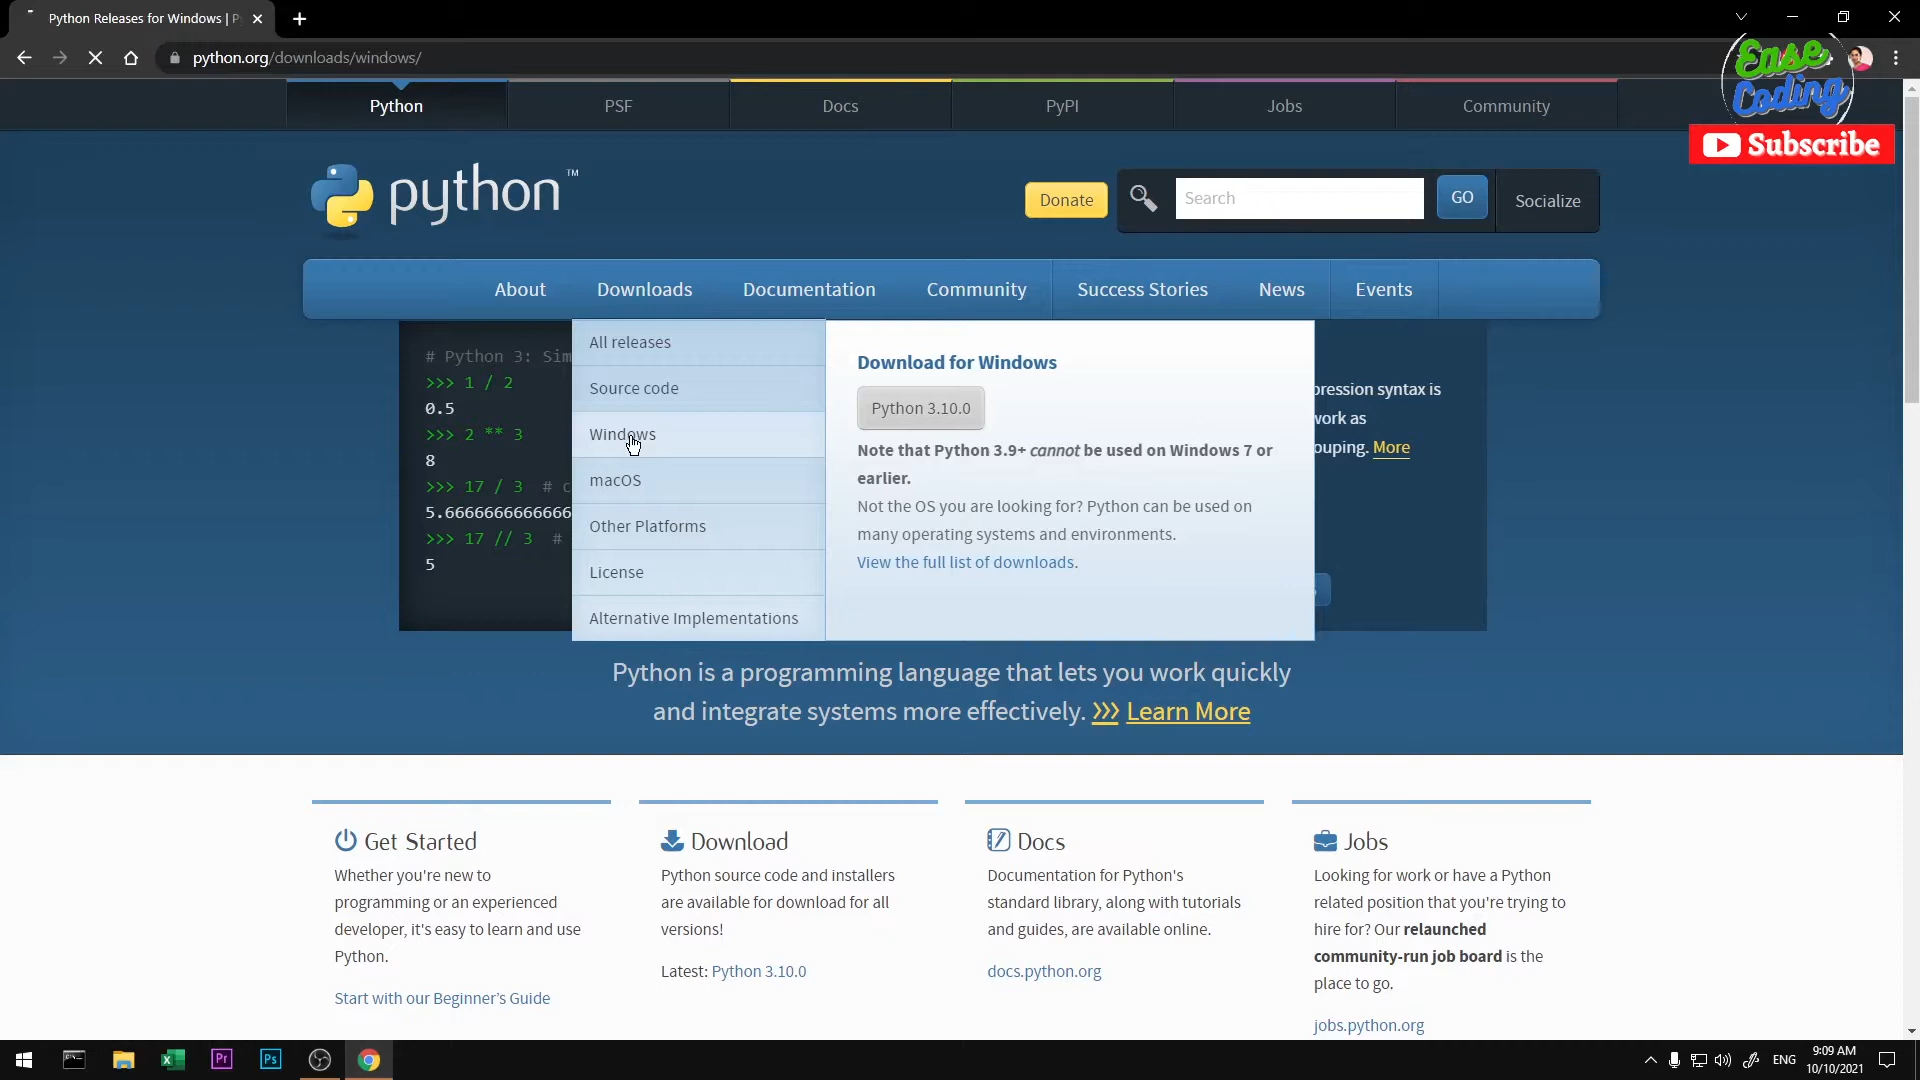 Python Releases for Windows | P
python.org/downloads/windows/
Ease
Coding
Subscribe
Python
PSF
Docs
PyPI
Jobs
Community
python™
Donate
Search
GO
Socialize
About
Downloads
Documentation
Community
Success Stories
News
Events
# Python 3: Sim
>>> 1 / 2
0.5
>>> 2 ** 3
8
>>> 17 / 3 # c
5.6666666666666
>>> 17 // 3 #
5
All releases
Source code
Windows
macOS
Other Platforms
License
Alternative Implementations
Download for Windows
Python 3.10.0
Note that Python 3.9+ cannot be used on Windows 7 or
earlier.
Not the OS you are looking for? Python can be used on
many operating systems and environments.
View the full list of downloads.
pression syntax is
work as
ouping. More
Python is a programming language that lets you work quickly
and integrate systems more effectively. >>> Learn More
Get Started
Whether you're new to
programming or an experienced
developer, it's easy to learn and use
Python.
Start with our Beginner’s Guide
Download
Python source code and installers
are available for download for all
versions!
Latest: Python 3.10.0
Docs
Documentation for Python's
standard library, along with tutorials
and guides, are available online.
docs.python.org
Jobs
Looking for work or have a Python
related position that you're trying to
hire for? Our relaunched
community-run job board is the
place to go.
jobs.python.org
Pr
Ps
ENG
9:09 AM
10/10/2021